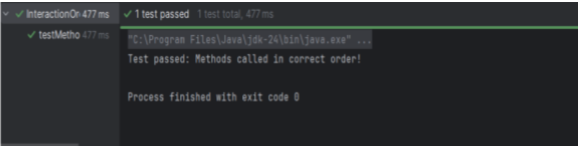 InteractionOr 477 ms
✓ 1 test passed 1 test total, 477 ms
testMetho 477 ms
"C:\Program Files\Java\jdk-24\bin\java.exe" ...
Test passed: Methods called in correct order!
Process finished with exit code 0